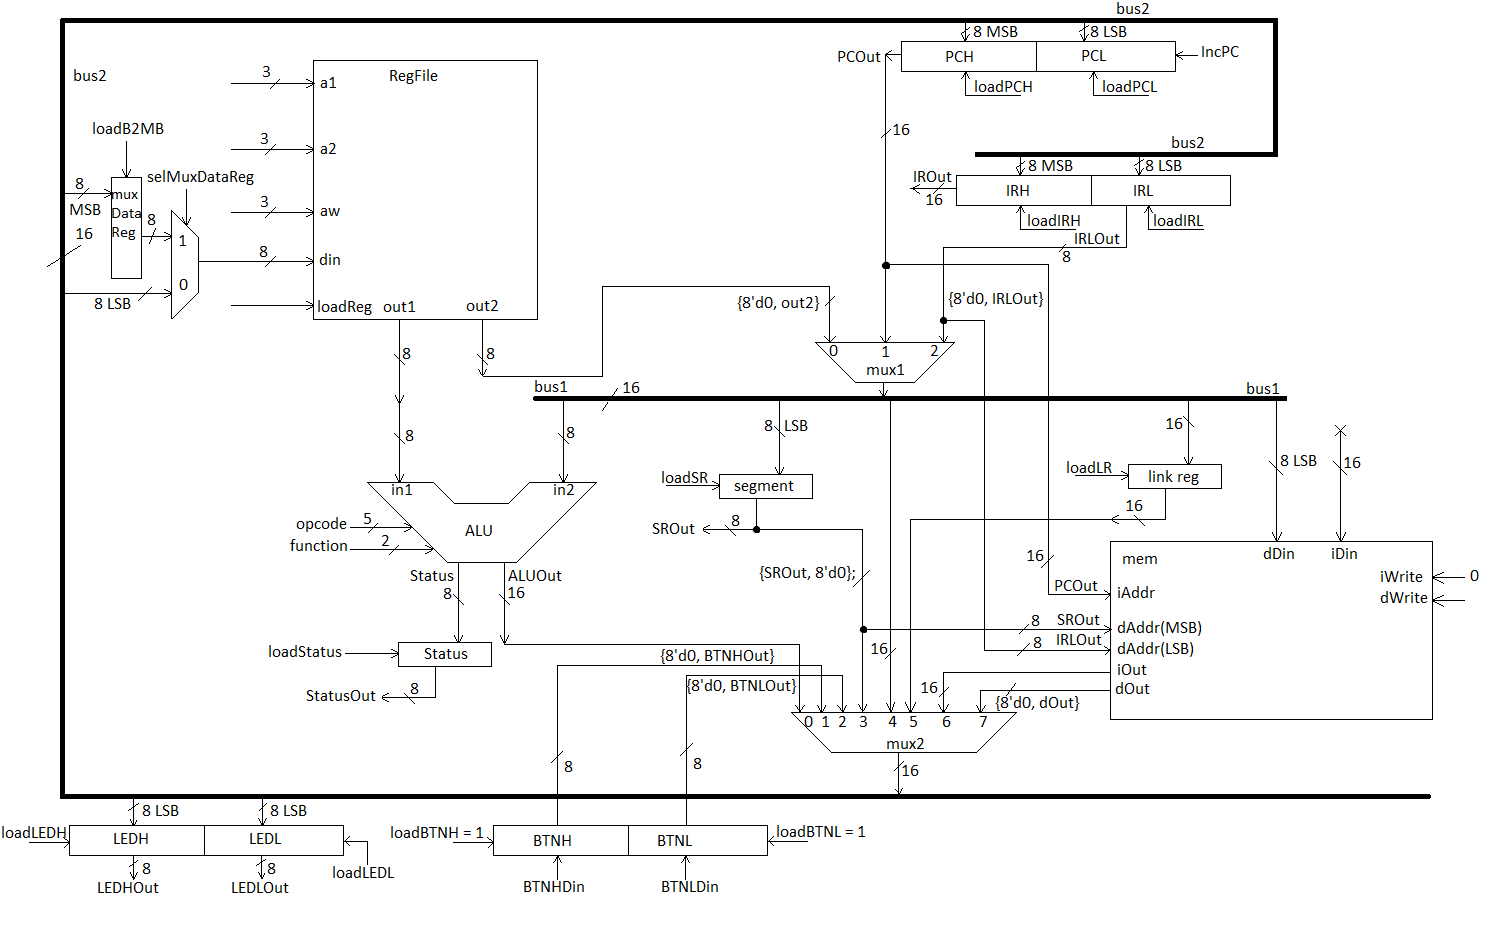 bus2
8 MSB
8 LSB
PCOut
PCH
PCL
IncPC
loadPCH
loadPCL
bus2
3
RegFile
a1
loadB2MB
3
a2
16
bus2
8 MSB
8 LSB
IROut
16
IRH
IRL
loadIRH
loadIRL
IRLOut
8
selMuxDataReg
8
MSB
16
mux
Data
Reg
8
1
0
3
aw
8
din
8 LSB
loadReg
out1
out2
{8'd0, out2}
{8'd0, IRLOut}
0
1
2
mux1
8
8
bus1
16
bus1
8
8
8 LSB
16
8 LSB
16
loadSR
segment
loadLR
link reg
in1
in2
opcode
5
ALU
function
2
SROut
8
16
Status
8
ALUOut
16
{SROut, 8'd0};
16
mem
dDin
iDin
iWrite
0
dWrite
PCOut
iAddr
8
SROut
dAddr(MSB)
8
IRLOut
dAddr(LSB)
iOut
dOut
loadStatus
Status
StatusOut
8
{8'd0, BTNHOut}
{8'd0, BTNLOut}
16
16
{8'd0, dOut}
0
1
2
3
4
5
6
7
mux2
8
8
16
8 LSB
8 LSB
loadLEDH
LEDH
LEDL
loadLEDL
8
8
LEDHOut
LEDLOut
loadBTNH = 1
BTNH
BTNL
loadBTNL = 1
BTNHDin
BTNLDin